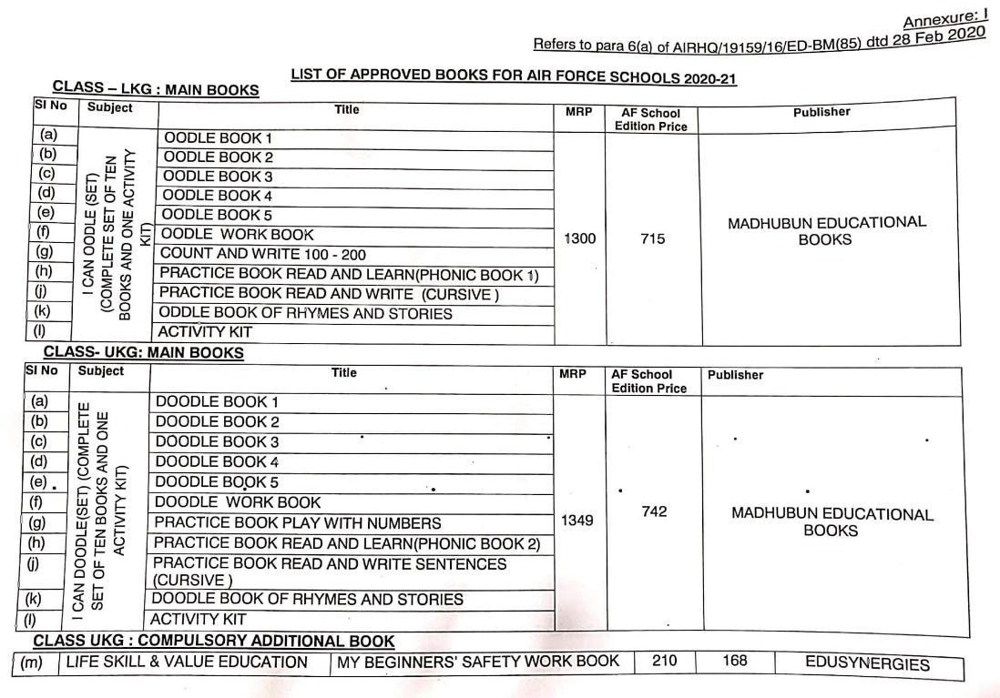 Annexure: I
Refers to para 6(a) of AIRHQ/19159/16/ED-BM(85) dtd 28 Feb 2020
LIST OF APPROVED BOOKS FOR AIR FORCE SCHOOLS 2020-21
CLASS – LKG : MAIN BOOKS
SI No Subject Title MRP AF School Edition Price Publisher
I CAN OODLE (SET) (COMPLETE SET OF TEN BOOKS AND ONE ACTIVITY KIT)
(a) OODLE BOOK 1
(b) OODLE BOOK 2
(c) OODLE BOOK 3
(d) OODLE BOOK 4
(e) OODLE BOOK 5
(f) OODLE WORK BOOK
(g) COUNT AND WRITE 100 - 200
(h) PRACTICE BOOK READ AND LEARN(PHONIC BOOK 1)
(j) PRACTICE BOOK READ AND WRITE (CURSIVE )
(k) ODDLE BOOK OF RHYMES AND STORIES
(l) ACTIVITY KIT
1300 715 MADHUBUN EDUCATIONAL BOOKS
CLASS- UKG: MAIN BOOKS
SI No Subject Title MRP AF School Edition Price Publisher
I CAN DOODLE(SET) (COMPLETE SET OF TEN BOOKS AND ONE ACTIVITY KIT)
(a) DOODLE BOOK 1
(b) DOODLE BOOK 2
(c) DOODLE BOOK 3
(d) DOODLE BOOK 4
(e) DOODLE BOOK 5
(f) DOODLE WORK BOOK
(g) PRACTICE BOOK PLAY WITH NUMBERS
(h) PRACTICE BOOK READ AND LEARN(PHONIC BOOK 2)
(j) PRACTICE BOOK READ AND WRITE SENTENCES
(CURSIVE )
(k) DOODLE BOOK OF RHYMES AND STORIES
(l) ACTIVITY KIT
1349 742 MADHUBUN EDUCATIONAL BOOKS
CLASS UKG : COMPULSORY ADDITIONAL BOOK
(m) LIFE SKILL & VALUE EDUCATION MY BEGINNERS' SAFETY WORK BOOK 210 168 EDUSYNERGIES